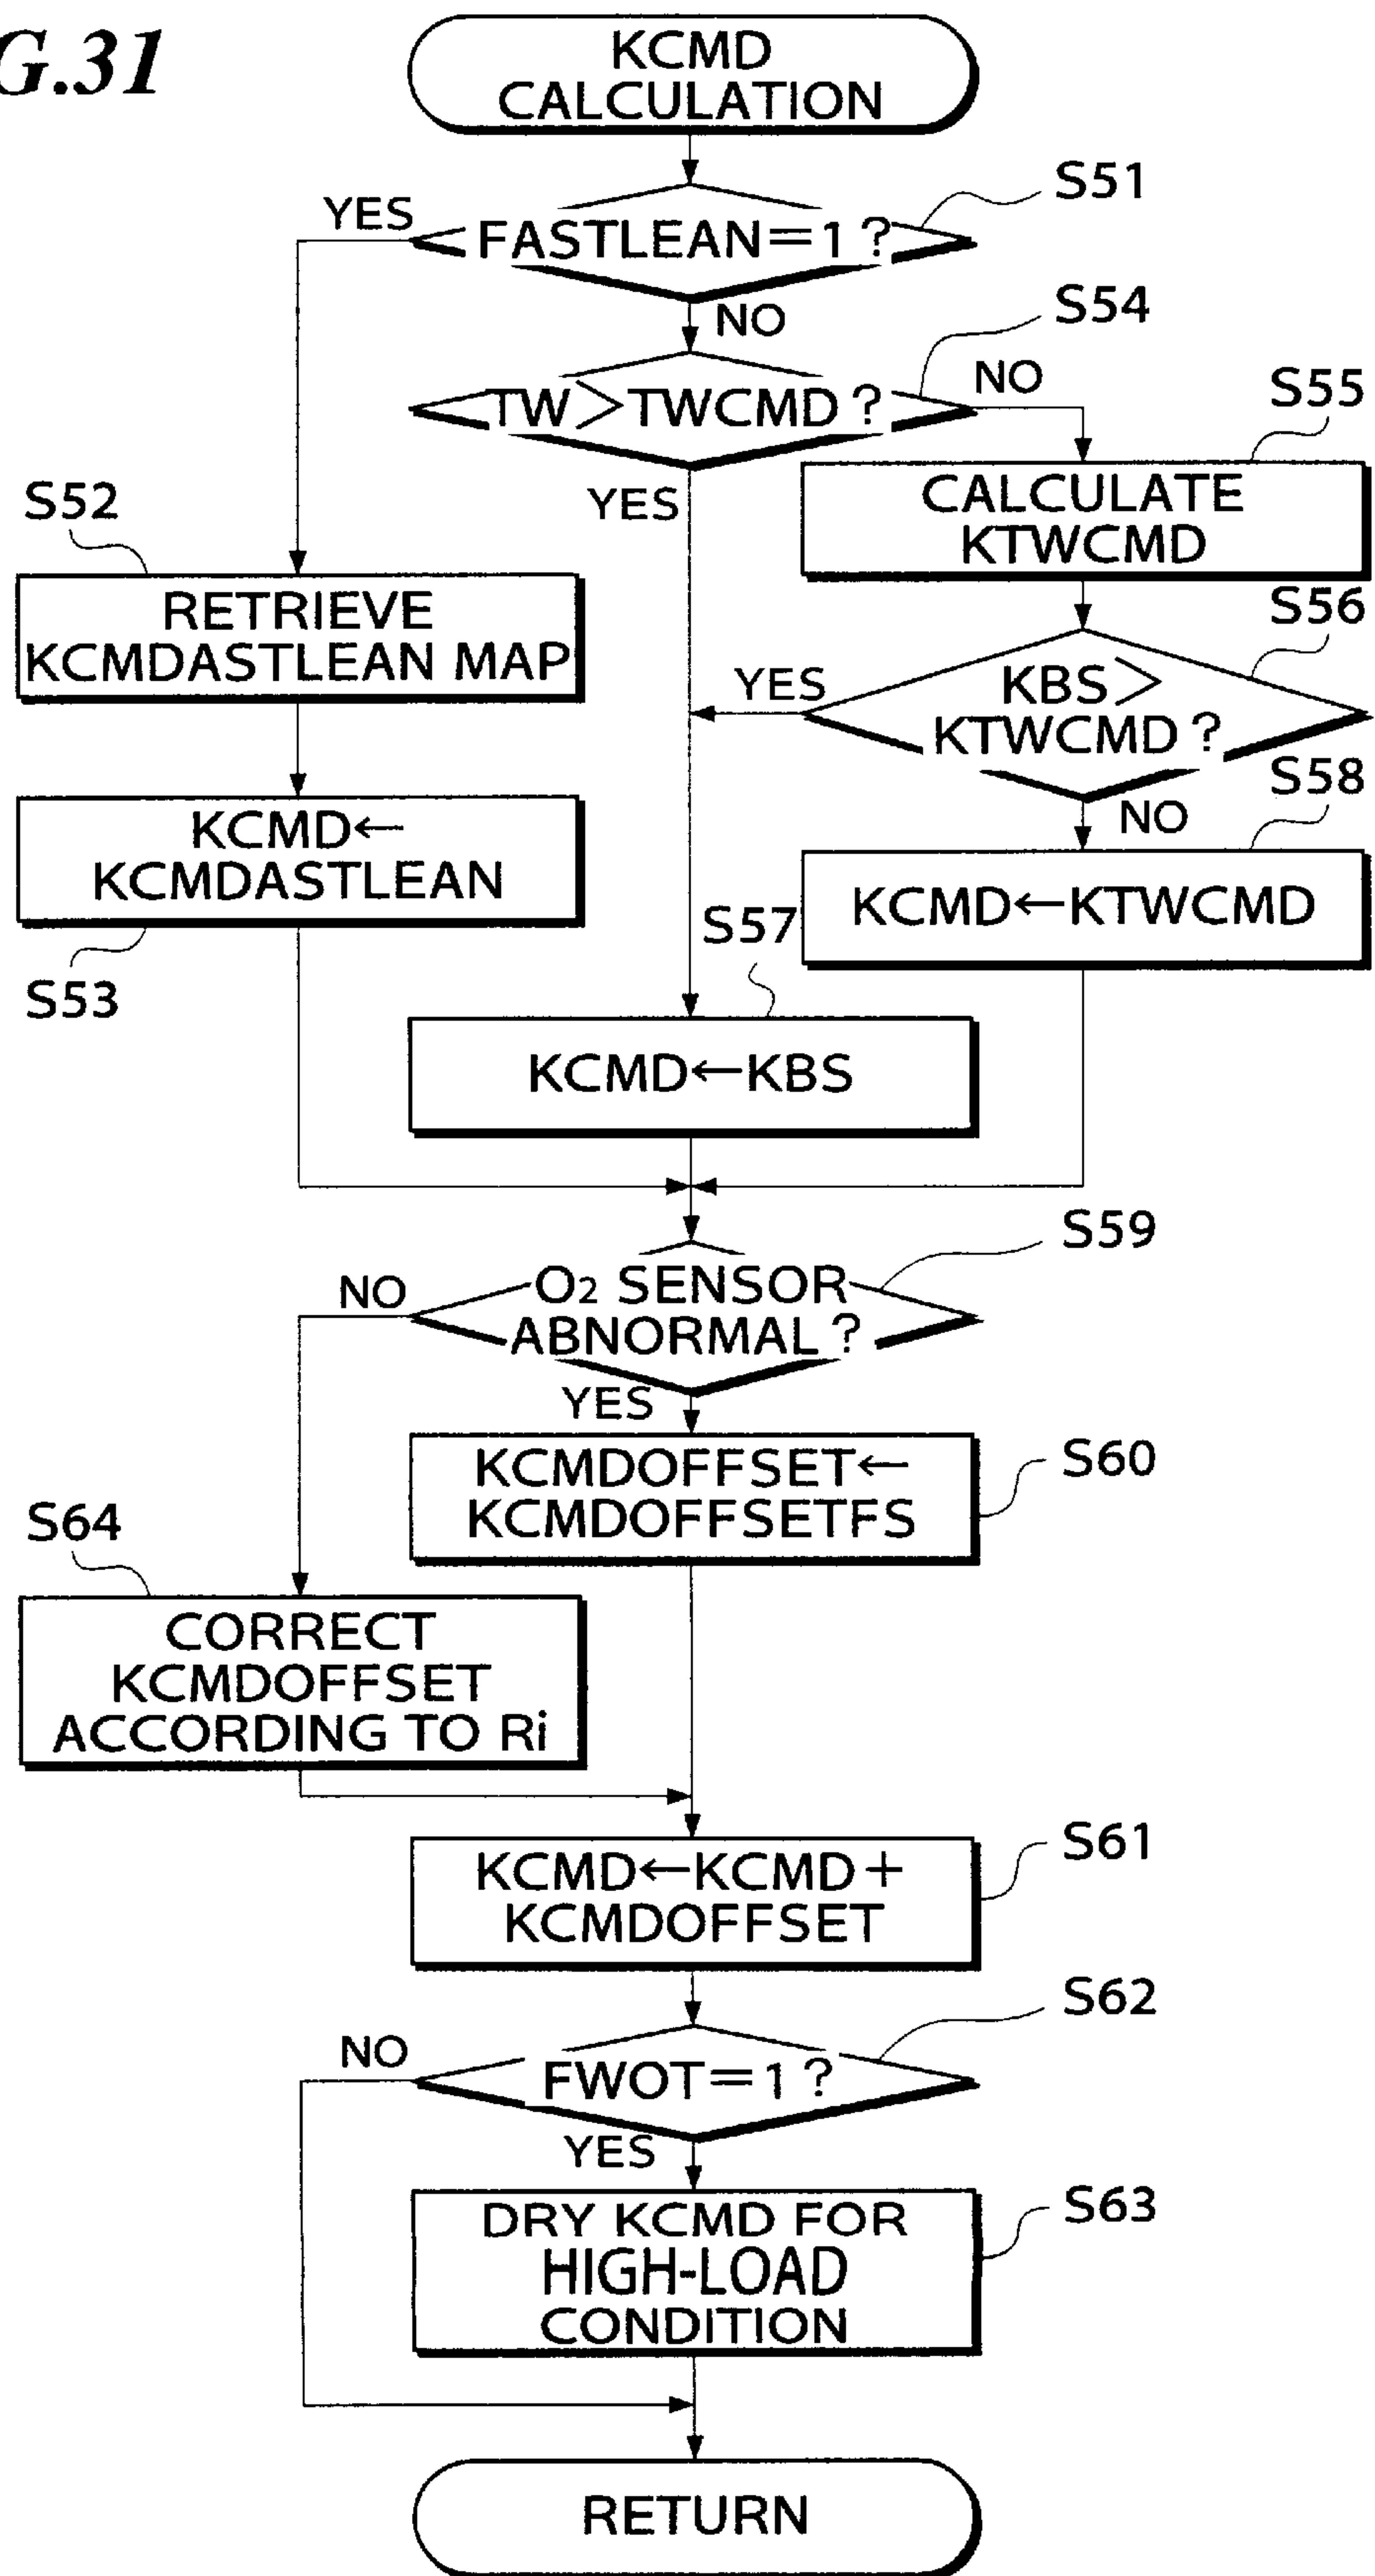 G.31
KCMD
CALCULATION
S51
YES
FASTLEAN=1?
NO
S54
TW>TWCMD?
NO
S55
YES
CALCULATE
KTWCMD
S52
RETRIEVE
KCMDASTLEAN MAP
S56
YES
KBS>
KTWCMD?
S58
NO
KCMD←
KCMDASTLEAN
KCMD←KTWCMD
S57
S53
KCMD←KBS
S59
NO
O2 SENSOR
ABNORMAL?
YES
KCMDOFFSET←
KCMDOFFSETFS
S60
S64
CORRECT
KCMDOFFSET
ACCORDING TO Ri
S61
KCMD←KCMD+
KCMDOFFSET
S62
NO
FWOT=1?
YES
S63
DRY KCMD FOR
HIGH-LOAD
CONDITION
RETURN